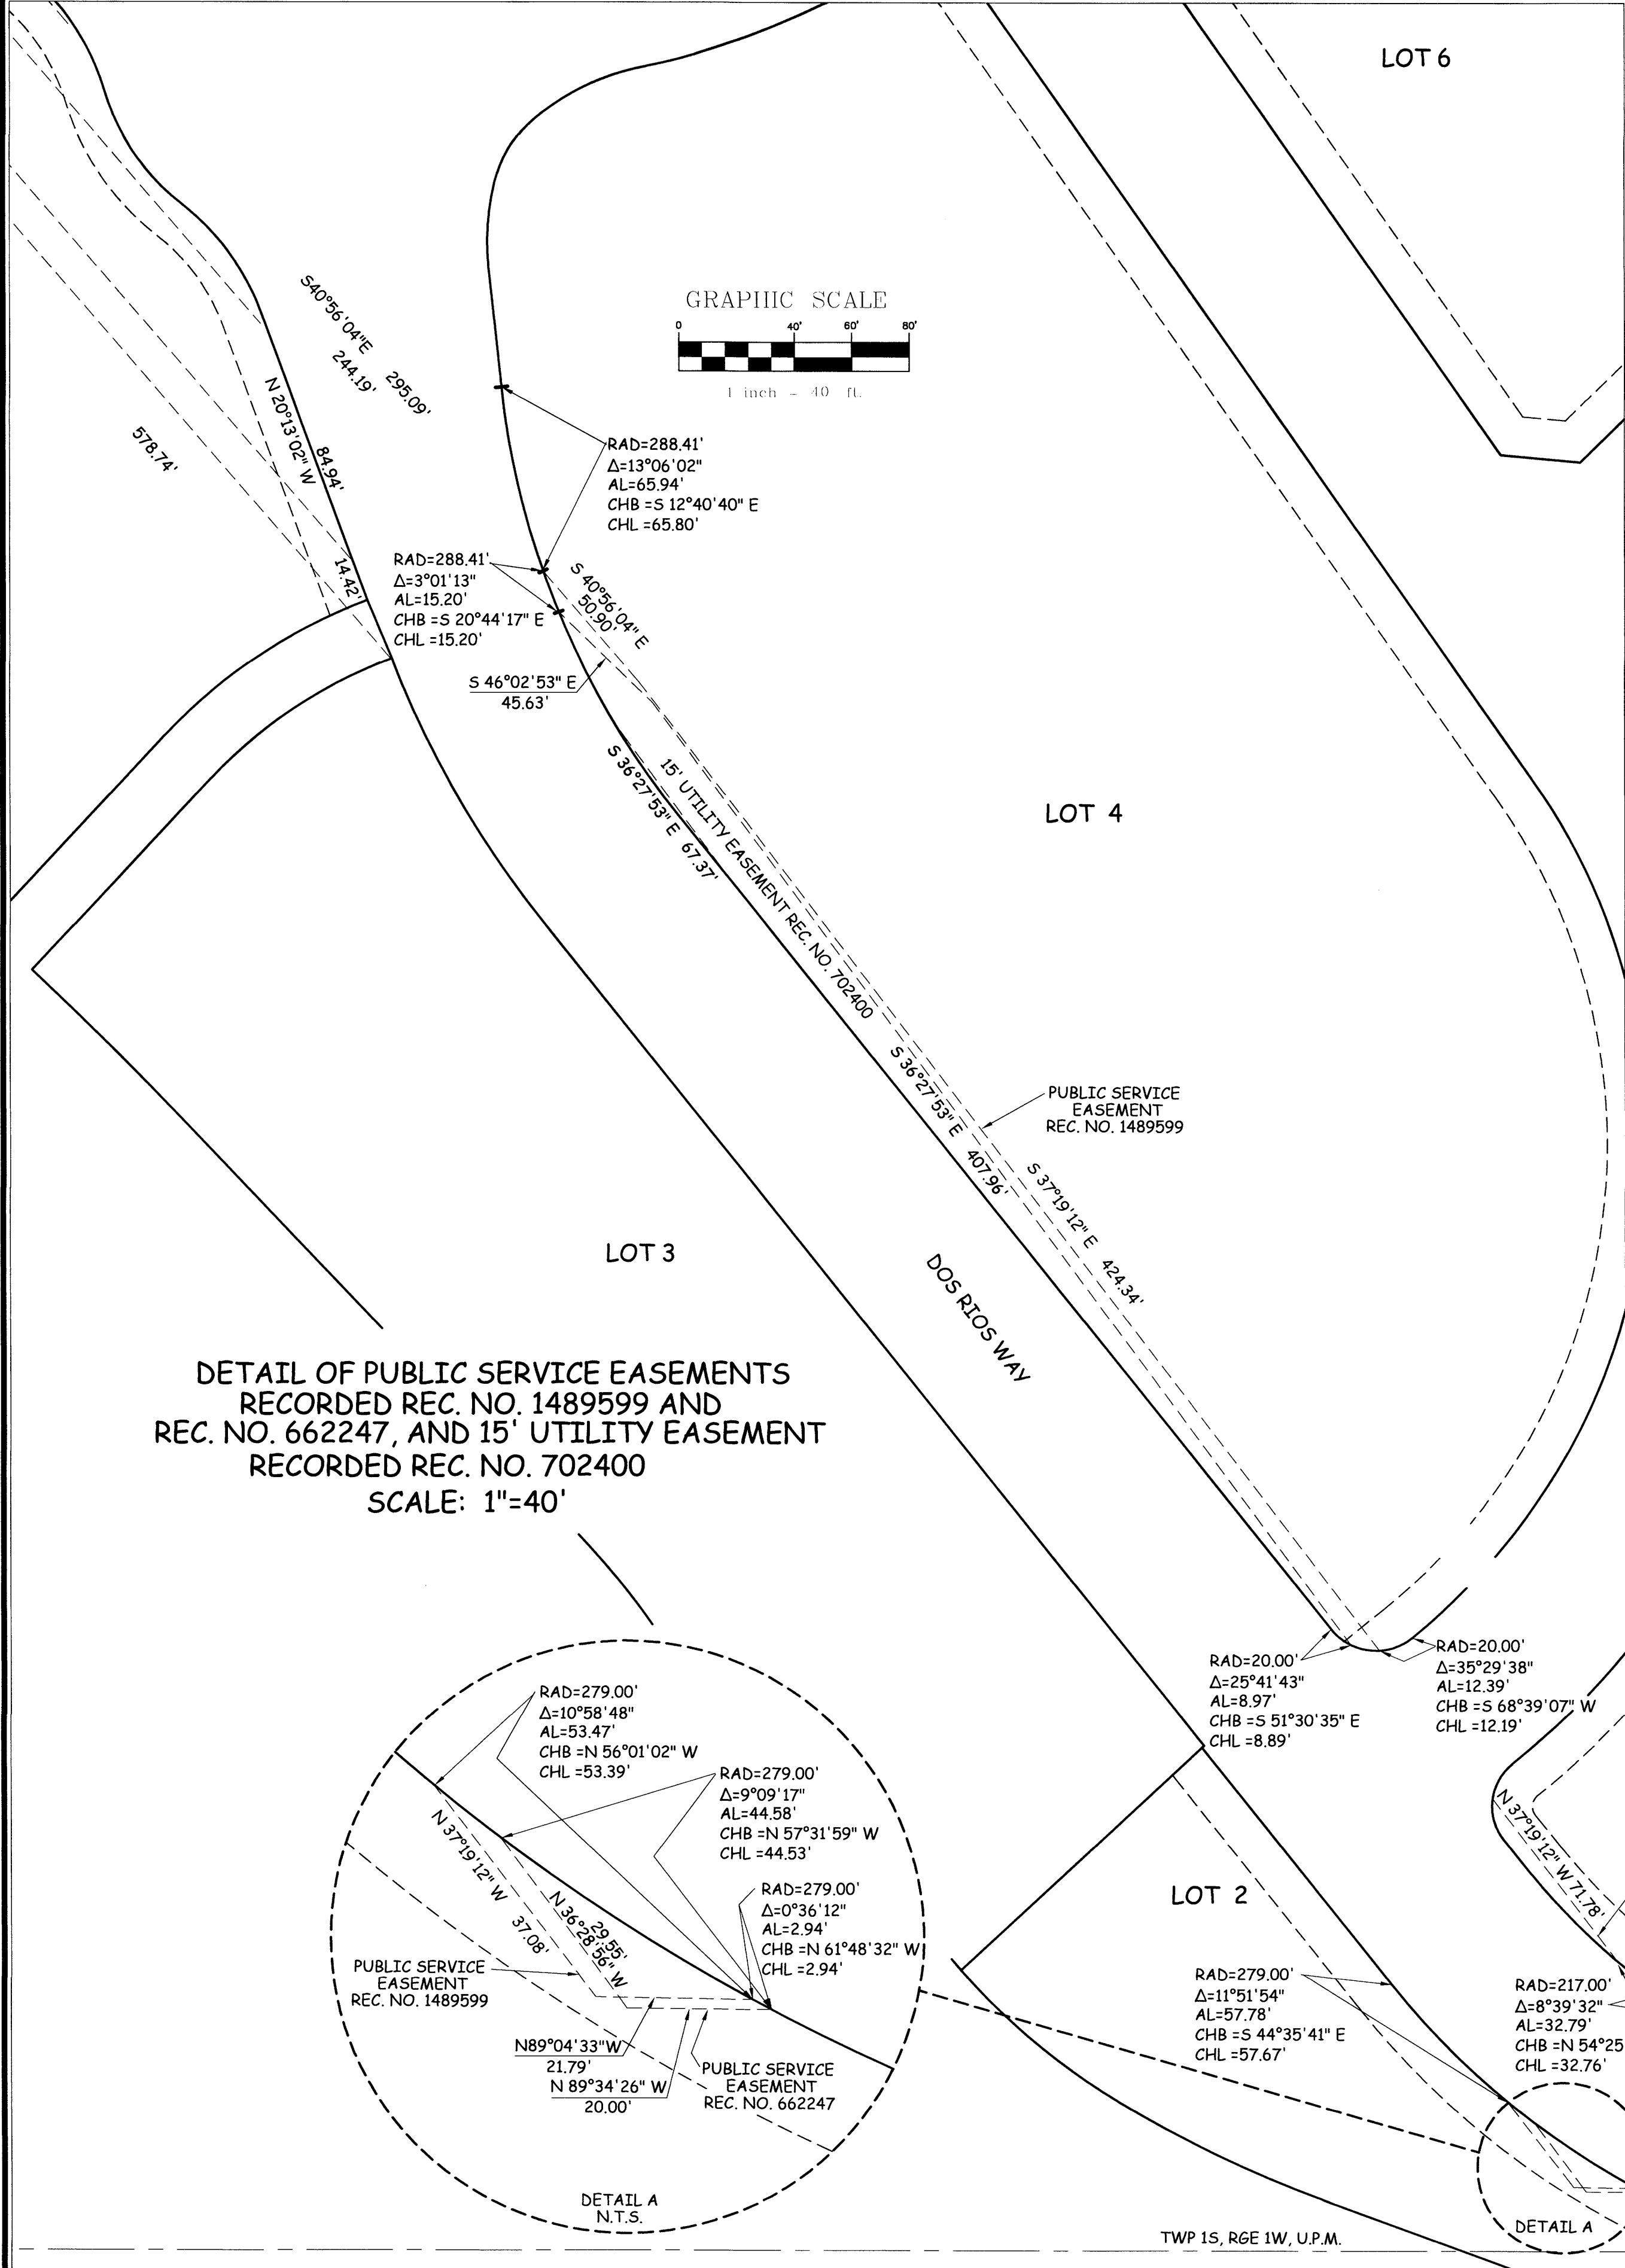 LOT 6
GRAPHIC SCALE
0 40' 60' 80'
1 inch = 40 ft.
S40°56'04"E
244.19'
295.09'
578.74'
N 20°13'02" W
84.94'
14.42'
RAD=288.41'
Δ=13°06'02"
AL=65.94'
CHB =S 12°40'40" E
CHL =65.80'
RAD=288.41'
Δ=3°01'13"
AL=15.20'
CHB =S 20°44'17" E
CHL =15.20'
S 40°56'04" E
50.90'
S 46°02'53" E
45.63'
S 36°27'53" E 67.37'
15' UTILITY EASEMENT REC. NO. 702400
LOT 4
S 36°27'53" E 407.96'
PUBLIC SERVICE
EASEMENT
REC. NO. 1489599
S 37°19'12" E 424.34'
LOT 3
DOS RIOS WAY
DETAIL OF PUBLIC SERVICE EASEMENTS
RECORDED REC. NO. 1489599 AND
REC. NO. 662247, AND 15' UTILITY EASEMENT
RECORDED REC. NO. 702400
SCALE: 1"=40'
RAD=20.00'
Δ=25°41'43"
AL=8.97'
CHB =S 51°30'35" E
CHL =8.89'
RAD=20.00'
Δ=35°29'38"
AL=12.39'
CHB =S 68°39'07" W
CHL =12.19'
RAD=279.00'
Δ=10°58'48"
AL=53.47'
CHB =N 56°01'02" W
CHL =53.39'
RAD=279.00'
Δ=9°09'17"
AL=44.58'
CHB =N 57°31'59" W
CHL =44.53'
RAD=279.00'
Δ=0°36'12"
AL=2.94'
CHB =N 61°48'32" W
CHL =2.94'
N 37°19'12" W 37.08'
29.55'
N 36°28'56" W
PUBLIC SERVICE
EASEMENT
REC. NO. 1489599
N89°04'33"W
21.79'
N 89°34'26" W
20.00'
PUBLIC SERVICE
EASEMENT
REC. NO. 662247
DETAIL A
N.T.S.
LOT 2
N 37°19'12" W 71.78'
RAD=279.00'
Δ=11°51'54"
AL=57.78'
CHB =S 44°35'41" E
CHL =57.67'
RAD=217.00'
Δ=8°39'32"
AL=32.79'
CHB =N 54°25
CHL =32.76'
DETAIL A
TWP 1S, RGE 1W, U.P.M.